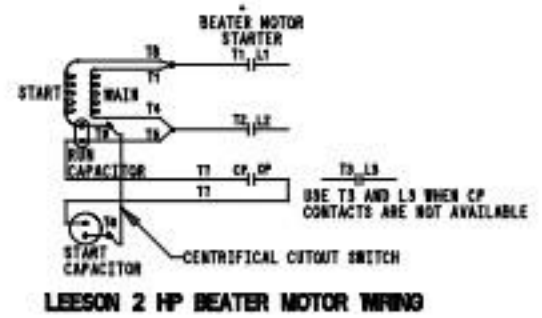 BEATER MOTOR
STARTER
T1 L1
T8
T1
START
MAIN
T4
T5
T2 L2
RUN
CAPACITOR
T7 CP CP
T7
T3 L3
USE T3 AND L3 WHEN CP
CONTACTS ARE NOT AVAILABLE
START
CAPACITOR
CENTRIFICAL CUTOUT SWITCH
LEESON 2 HP BEATER MOTOR WIRING